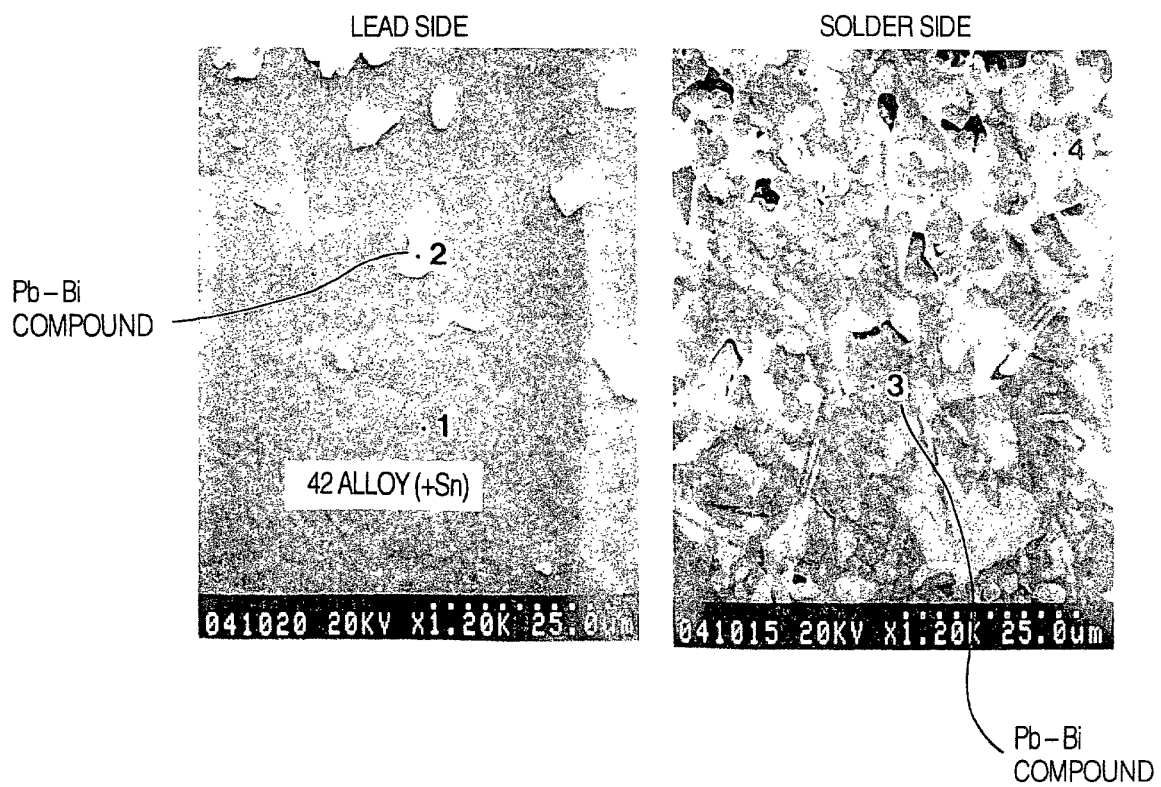 LEAD SIDE
SOLDER SIDE
4
2
Pb-Bi
COMPOUND
3
1
42 ALLOY (+Sn)
041020 20KV X1.20K 25.0um
041015 20KV X1.20K 25.0um
Pb-Bi
COMPOUND